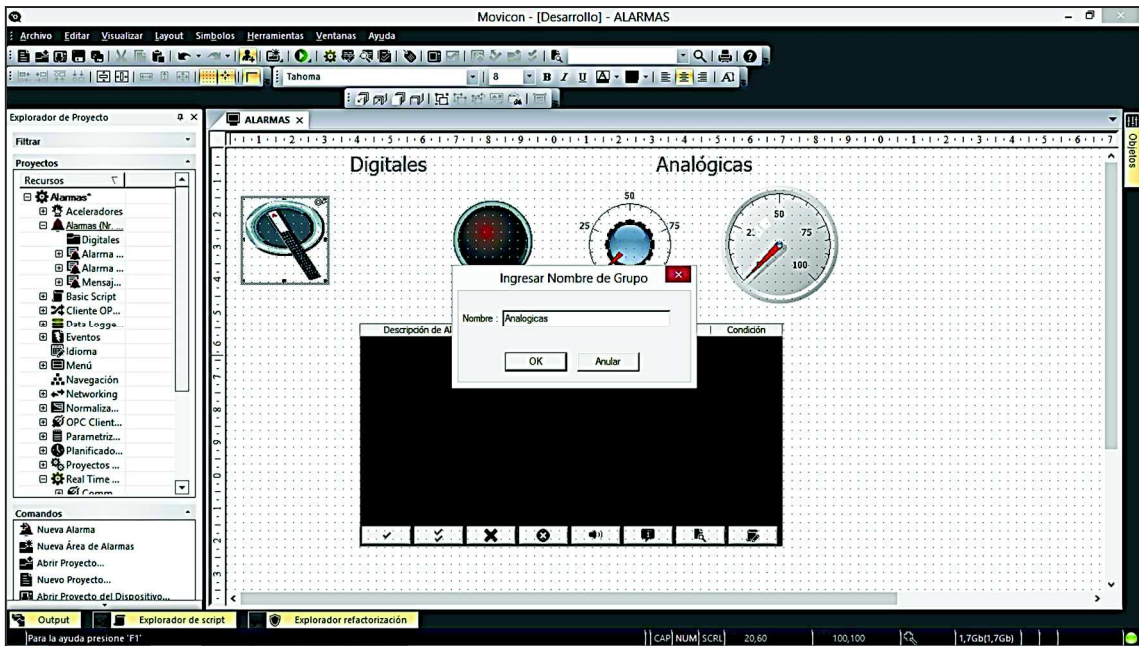 Movicon - [Desarrollo] - ALARMAS
Archivo Editar Visualizar Layout Símbolos Herramientas Ventanas Ayuda
Tahoma 8 B I U A
Explorador de Proyecto
ALARMAS
Objetos
Filtrar
Proyectos
Recursos
Alarmas*
Aceleradores
Alarmas (Nr. ...
Digitales
Alarma ...
Alarma ...
Mensaj...
Basic Script
Cliente OP...
Data Logge...
Eventos
Idioma
Menú
Navegación
Networking
Normaliza...
OPC Client...
Parametriz...
Planificado...
Proyectos ...
Real Time ...
Comm
Comandos
Nueva Alarma
Nueva Área de Alarmas
Abrir Proyecto...
Nuevo Proyecto...
Abrir Proyecto del Dispositivo...
Digitales
Analógicas
25 50 75
50 75 100
Ingresar Nombre de Grupo
Nombre : Analogicas
OK Anular
Descripción de Al
Condición
Output Explorador de script Explorador refactorización
Para la ayuda presione 'F1'
CAP NUM SCRL 20,60 100,100 1,7Gb(1,7Gb)